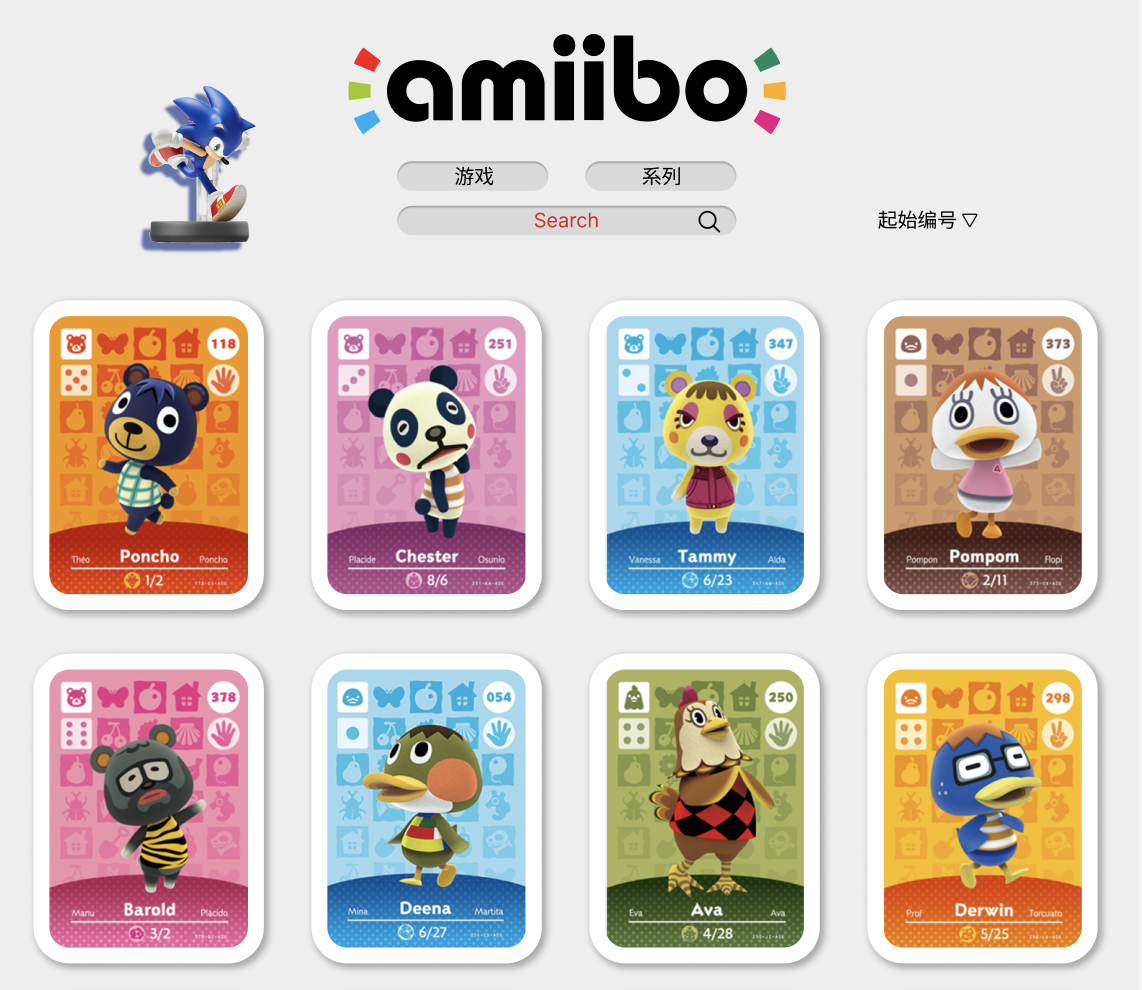 amiibo
游戏
系列
Search
起始编号
118
Théo Poncho Poncho
1/2
251
Placide Chester Osunio
8/6
347
Vanessa Tammy Aida
6/23
373
Pompon Pompom Flopi
2/11
378
Manu Barold Plácido
3/2
054
Mina Deena Martita
6/27
250
Eva Ava Ava
4/28
298
Prof Derwin Torcuato
5/25